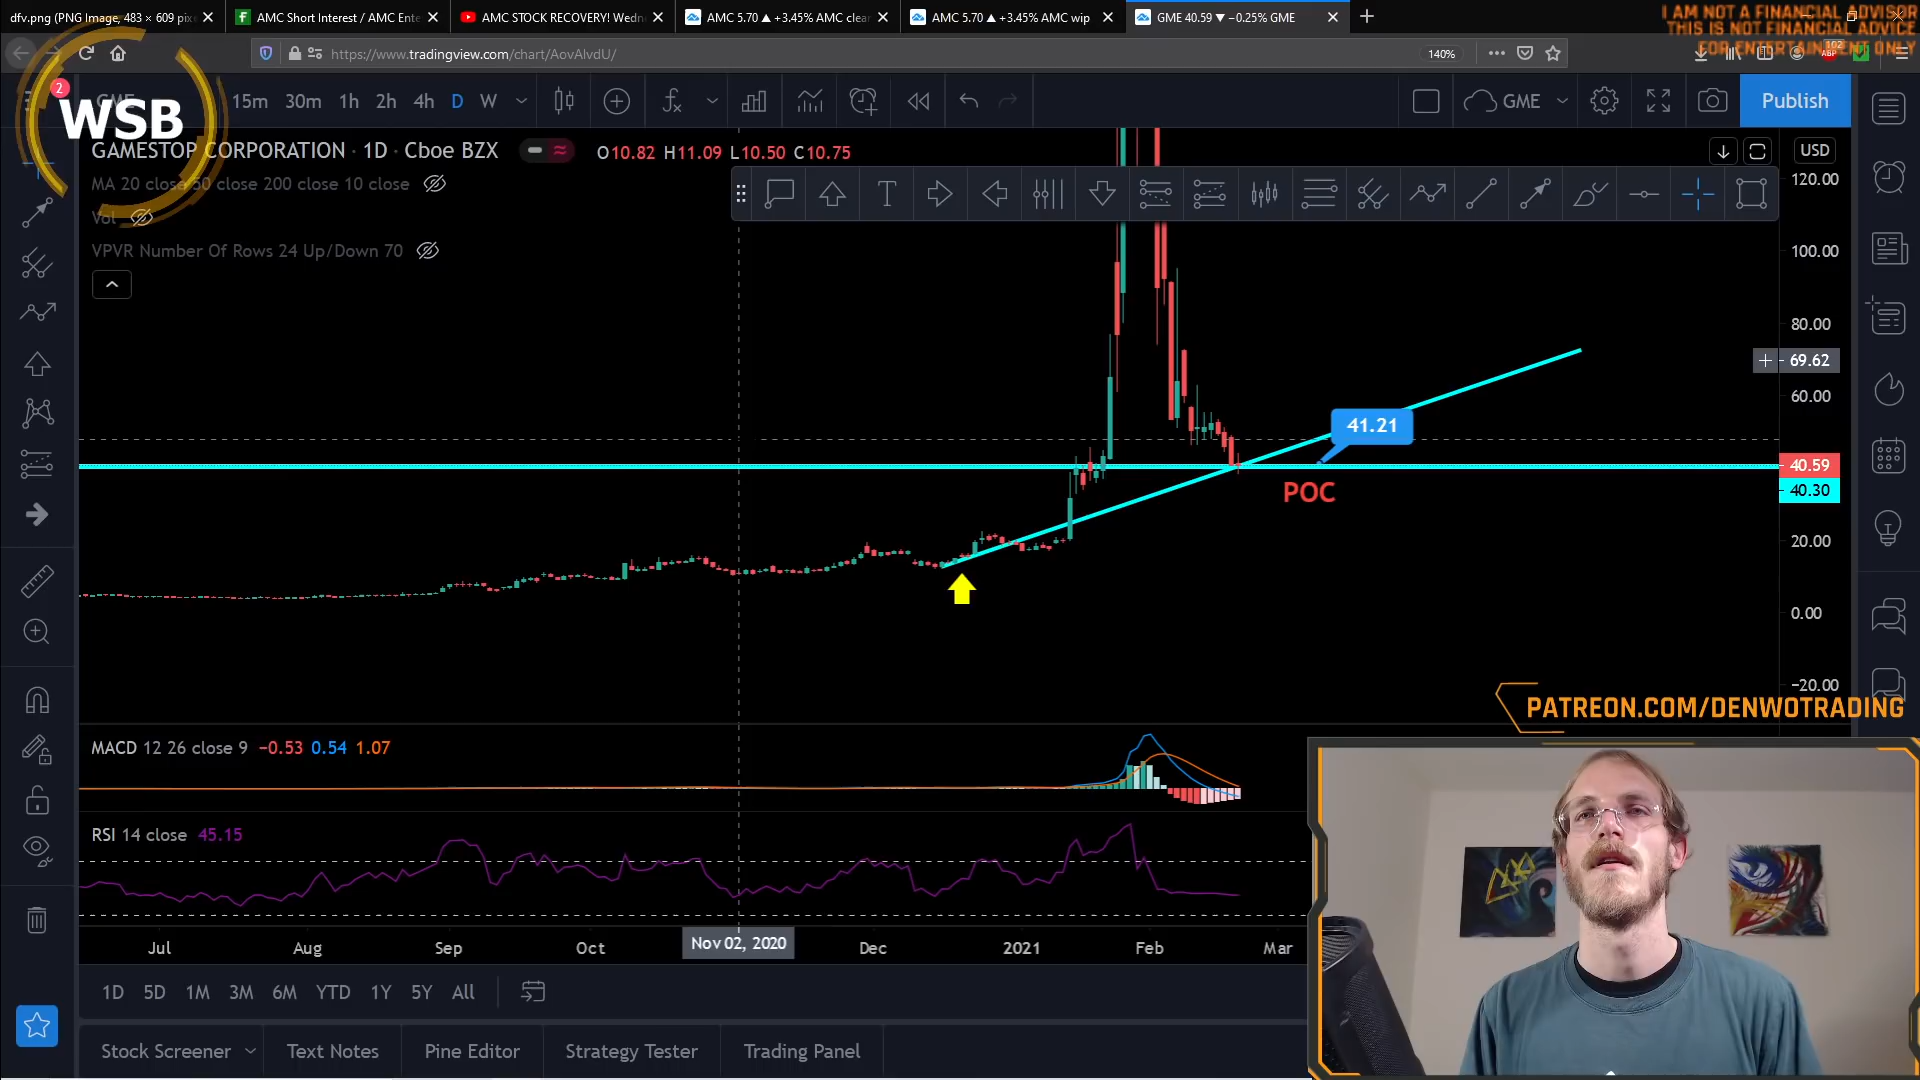 dfv.png (PNG Image, 483 × 609 pix
AMC Short Interest / AMC Ente
AMC STOCK RECOVERY! Wedn
AMC 5.70 ▲ +3.45% AMC clea
AMC 5.70 ▲ +3.45% AMC wip
GME 40.59 ▼ −0.25% GME
I AM NOT A FINANCIAL ADVISOR
THIS IS NOT FINANCIAL ADVICE
FOR ENTERTAINMENT ONLY
https://www.tradingview.com/chart/AovAlvdU/
140%
2
WSB
15m 30m 1h 2h 4h D W
GME
Publish
GAMESTOP CORPORATION · 1D · Cboe BZX
O10.82 H11.09 L10.50 C10.75
USD
MA 20 close 50 close 200 close 10 close
Vol
VPVR Number Of Rows 24 Up/Down 70
120.00
100.00
80.00
69.62
60.00
41.21
40.59
40.30
POC
20.00
0.00
−20.00
PATREON.COM/DENWOTRADING
MACD 12 26 close 9 −0.53 0.54 1.07
RSI 14 close 45.15
Jul Aug Sep Oct Nov 02, 2020 Dec 2021 Feb Mar
1D 5D 1M 3M 6M YTD 1Y 5Y All
Stock Screener Text Notes Pine Editor Strategy Tester Trading Panel